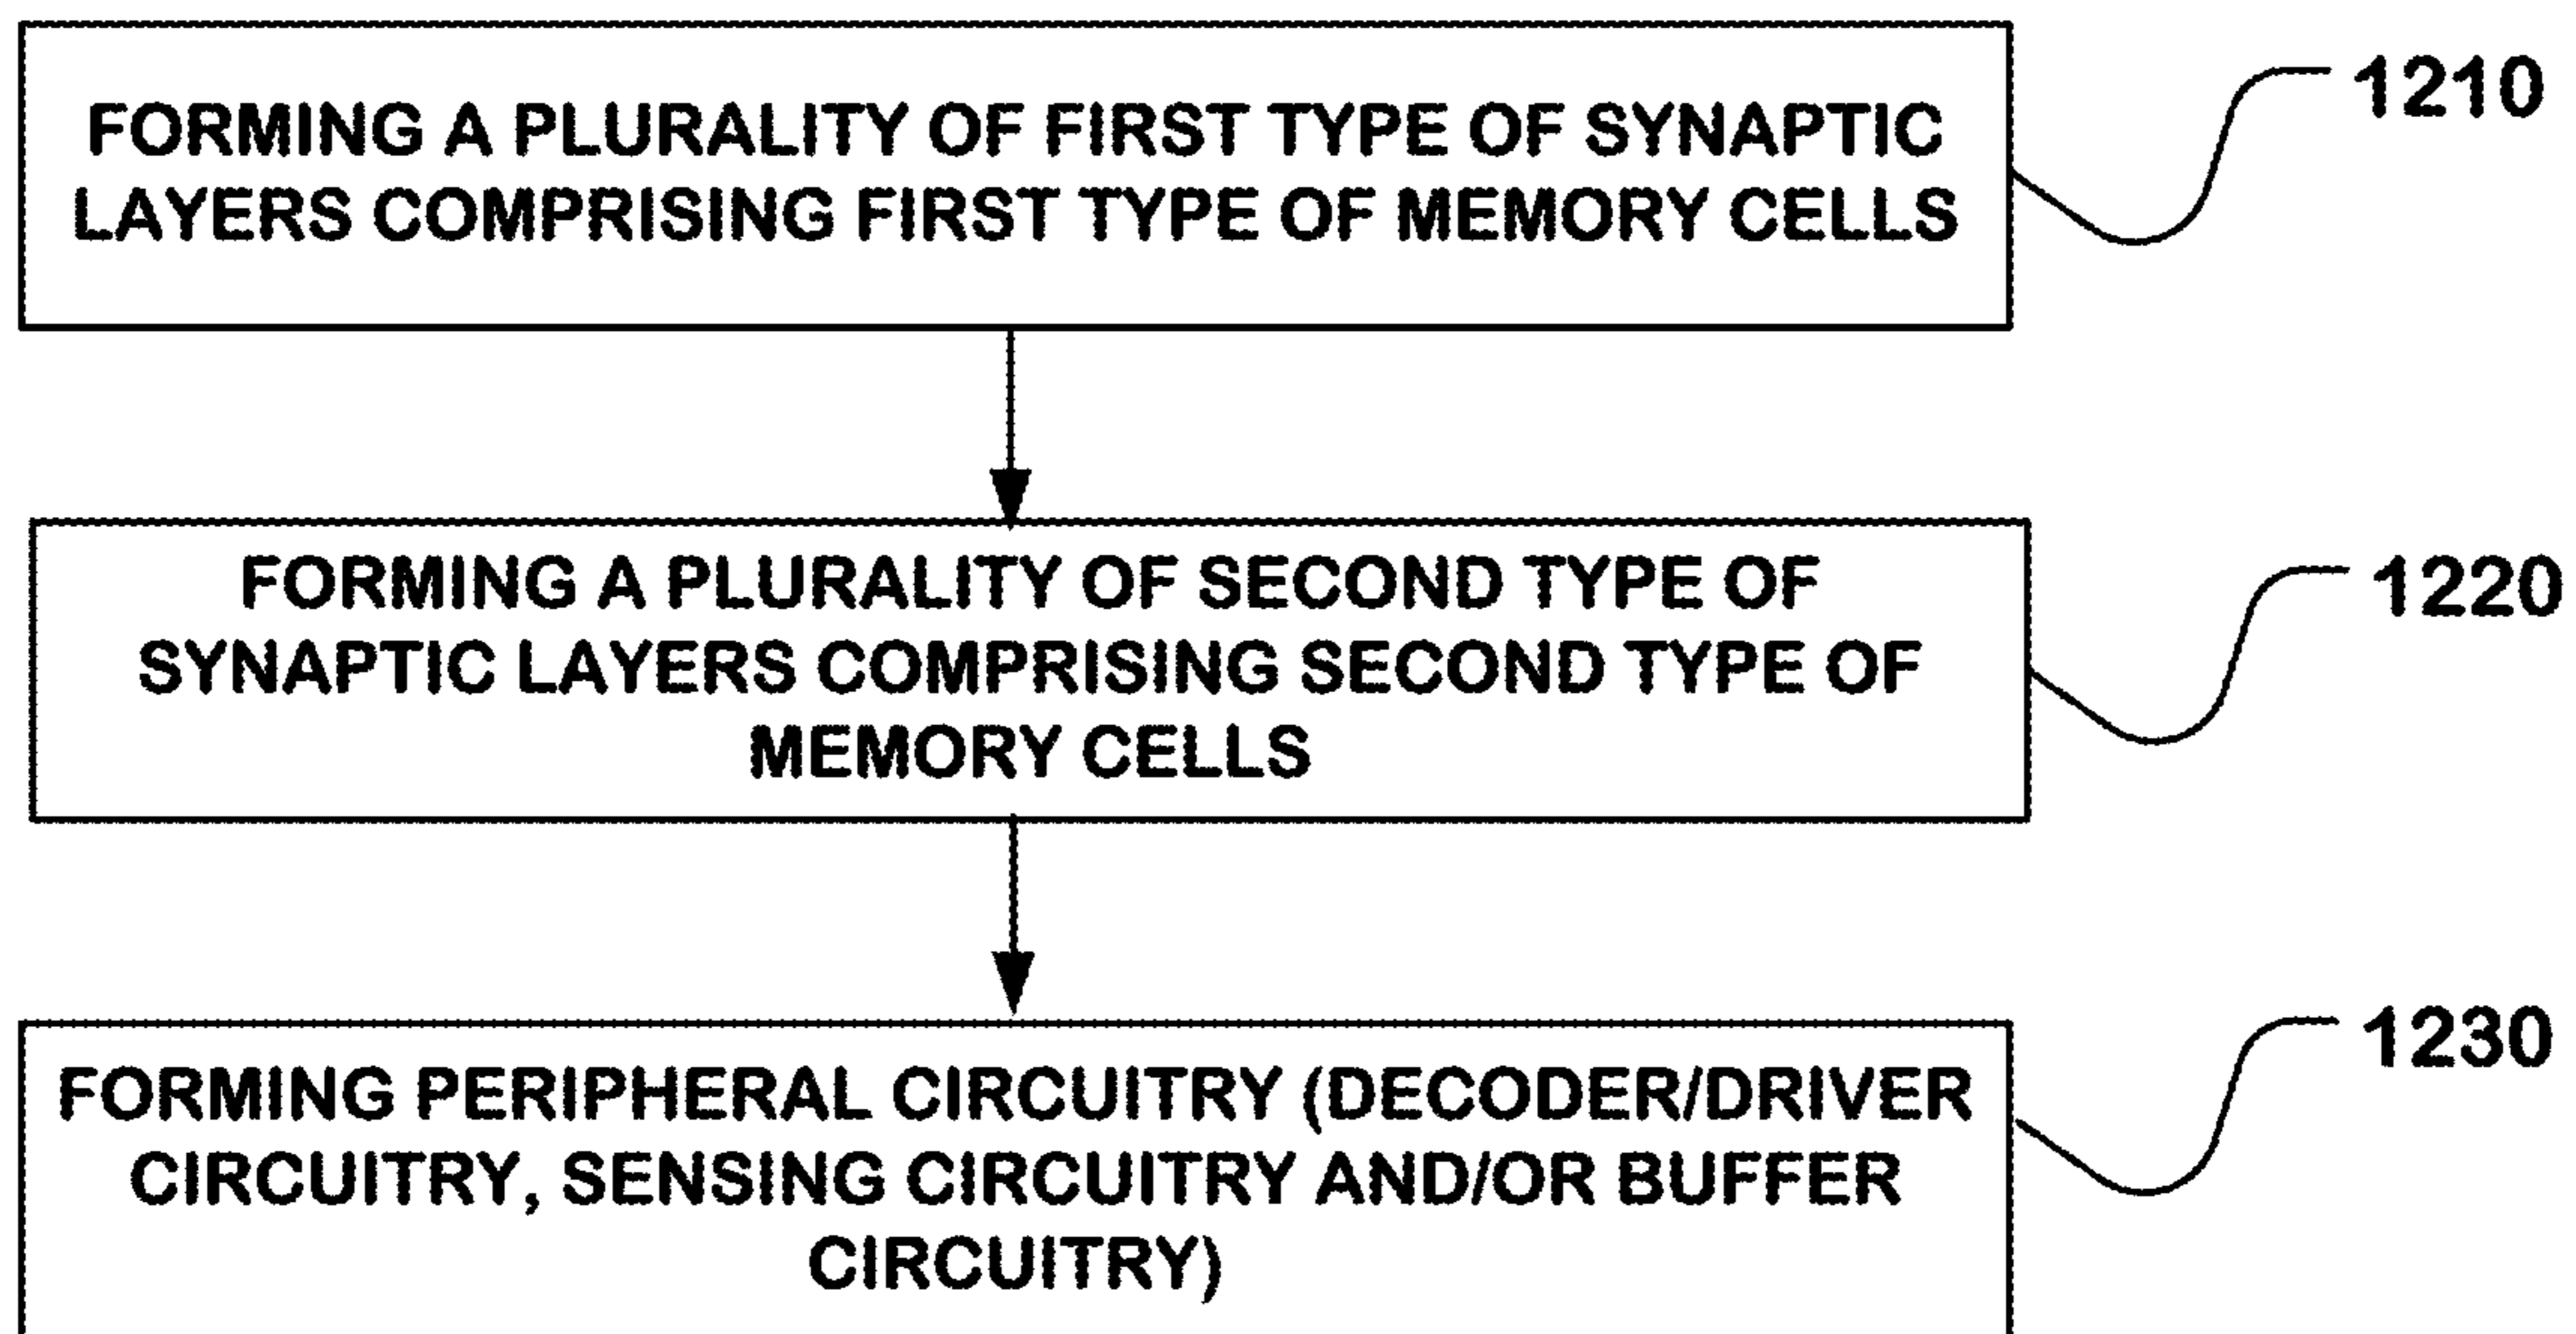 FORMING A PLURALITY OF FIRST TYPE OF SYNAPTIC
LAYERS COMPRISING FIRST TYPE OF MEMORY CELLS
1210
FORMING A PLURALITY OF SECOND TYPE OF
SYNAPTIC LAYERS COMPRISING SECOND TYPE OF
MEMORY CELLS
1220
FORMING PERIPHERAL CIRCUITRY (DECODER/DRIVER
CIRCUITRY, SENSING CIRCUITRY AND/OR BUFFER
CIRCUITRY)
1230